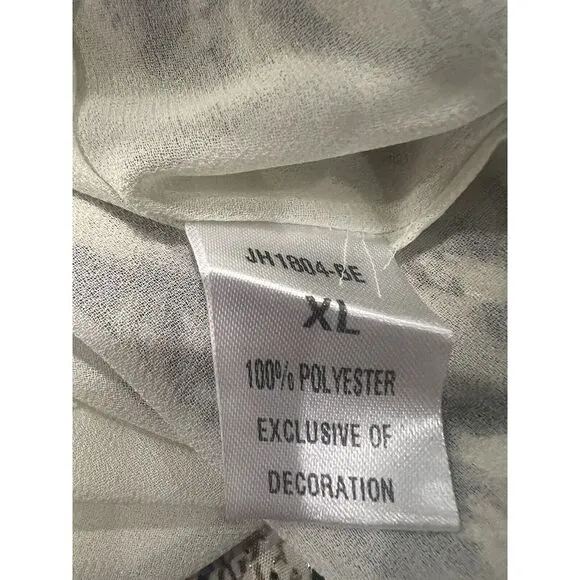 JH1804-BE
XL
100% POLYESTER
EXCLUSIVE OF
DECORATION